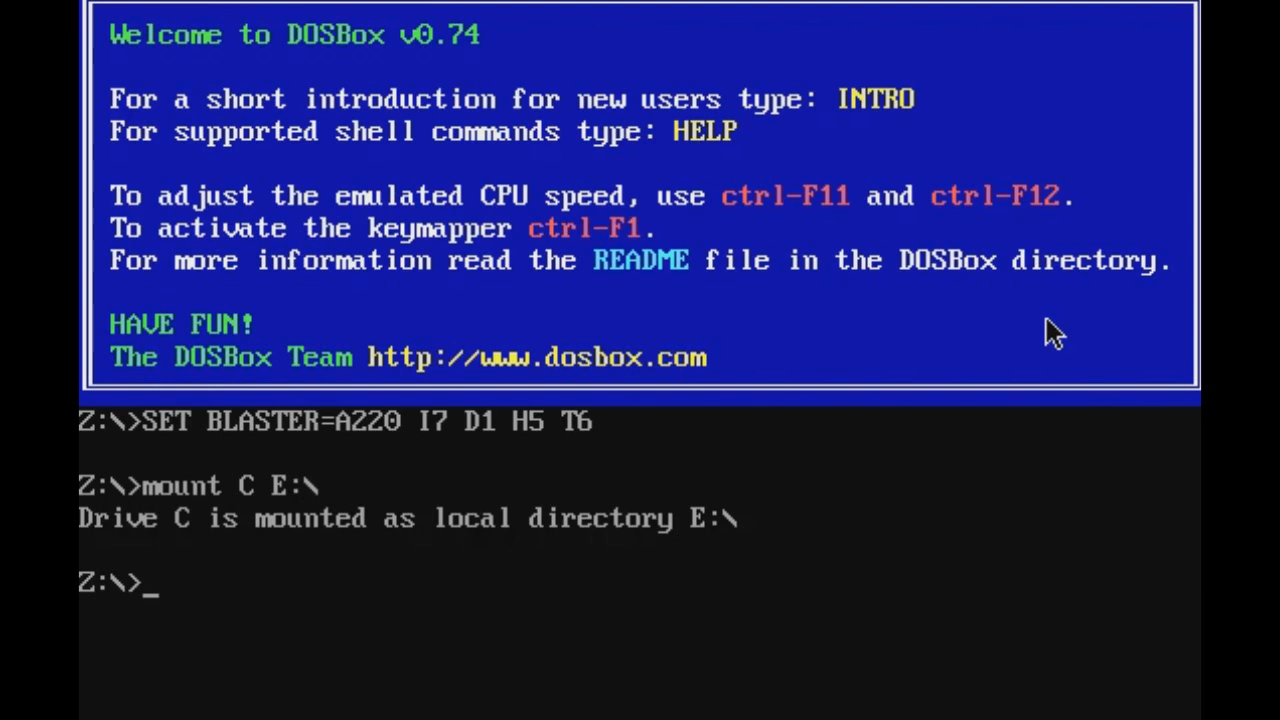 Welcome to DOSBox v0.74
For a short introduction for new users type: INTRO
For supported shell commands type: HELP
To adjust the emulated CPU speed, use ctrl-F11 and ctrl-F12.
To activate the keymapper ctrl-F1.
For more information read the README file in the DOSBox directory.
HAVE FUN!
The DOSBox Team http://www.dosbox.com
Z:\>SET BLASTER=A220 I7 D1 H5 T6
Z:\>mount C E:\
Drive C is mounted as local directory E:\
Z:\>_